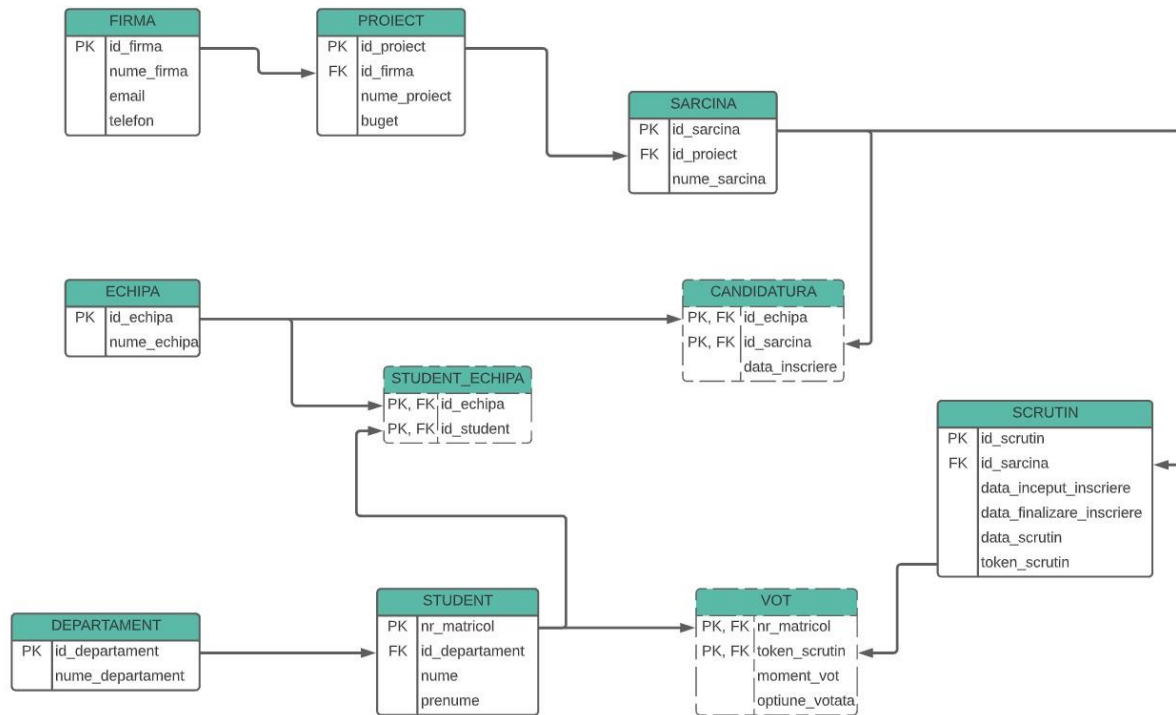 FIRMA
PK id_firma
nume_firma
email
telefon
PROIECT
PK id_proiect
FK id_firma
nume_proiect
buget
SARCINA
PK id_sarcina
FK id_proiect
nume_sarcina
ECHIPA
PK id_echipa
nume_echipa
CANDIDATURA
PK, FK id_echipa
PK, FK id_sarcina
data_inscriere
STUDENT_ECHIPA
PK, FK id_echipa
PK, FK id_student
SCRUTIN
PK id_scrutin
FK id_sarcina
data_inceput_inscriere
data_finalizare_inscriere
data_scrutin
token_scrutin
DEPARTAMENT
PK id_departament
nume_departament
STUDENT
PK nr_matricol
FK id_departament
nume
prenume
VOT
PK, FK nr_matricol
PK, FK token_scrutin
moment_vot
optiune_votata